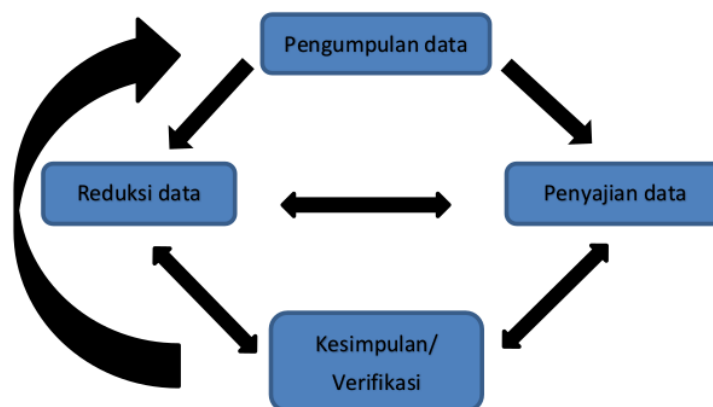 Pengumpulan data
Reduksi data
Penyajian data
Kesimpulan/
Verifikasi